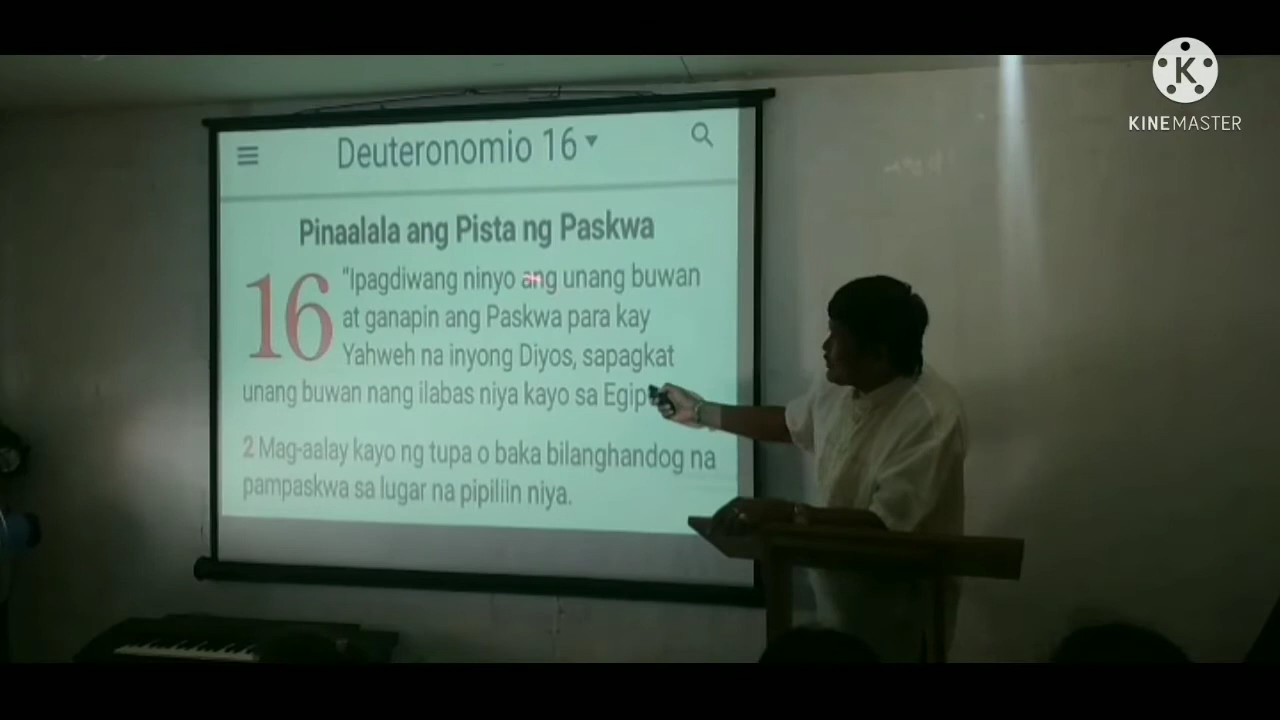 Deuteronomio 16
Pinaalala ang Pista ng Paskwa
16 "Ipagdiwang ninyo ang unang buwan
at ganapin ang Paskwa para kay
Yahweh na inyong Diyos, sapagkat
unang buwan nang ilabas niya kayo sa
2 Mag-aalay kayo ng tupa o baka bilanghandog na
pampaskwa sa lugar na pipiliin niya.
KINEMASTER